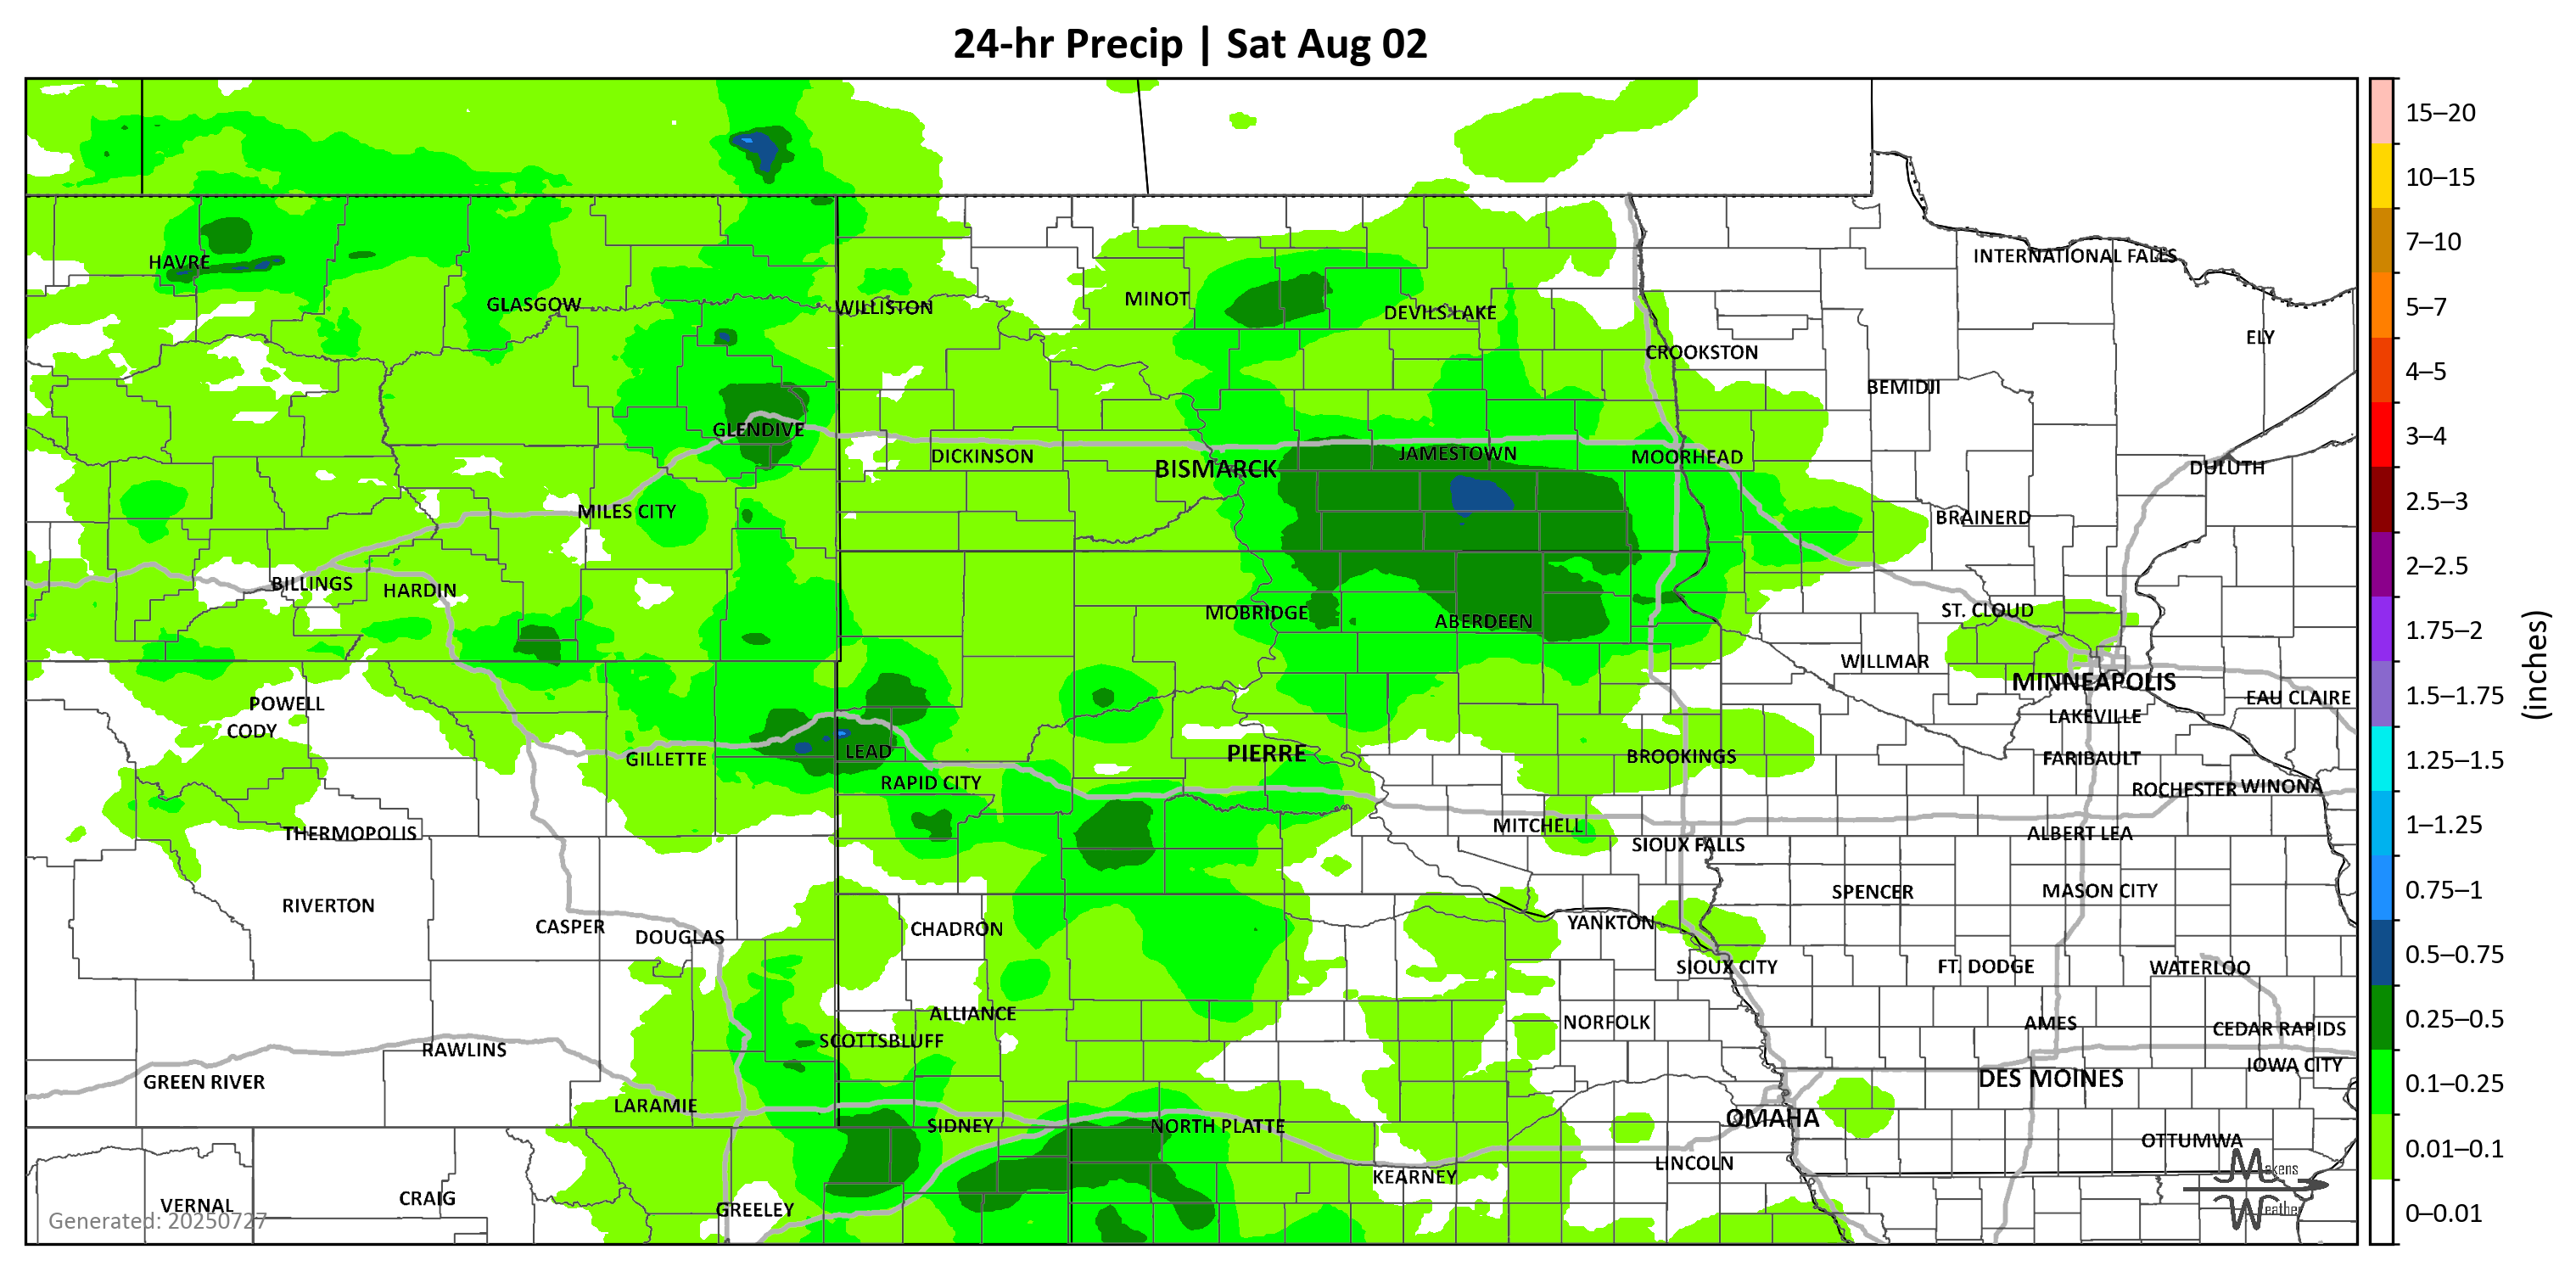 24-hr Precip | Sat Aug 02
15–20
10–15
7–10
5–7
4–5
3–4
2.5–3
2–2.5
1.75–2
1.5–1.75
1.25–1.5
1–1.25
0.75–1
0.5–0.75
0.25–0.5
0.1–0.25
0.01–0.1
0–0.01
(inches)
INTERNATIONAL FALLS
HAVRE
GLASGOW
WILLISTON
MINOT
DEVILS LAKE
ELY
CROOKSTON
BEMIDJI
GLENDIVE
DICKINSON
BISMARCK
JAMESTOWN
MOORHEAD
DULUTH
MILES CITY
BRAINERD
BILLINGS
HARDIN
MOBRIDGE
ABERDEEN
ST. CLOUD
WILLMAR
MINNEAPOLIS
EAU CLAIRE
POWELL
CODY
LAKEVILLE
GILLETTE
LEAD
PIERRE
BROOKINGS
FARIBAULT
RAPID CITY
ROCHESTER
WINONA
THERMOPOLIS
MITCHELL
SIOUX FALLS
ALBERT LEA
RIVERTON
SPENCER
MASON CITY
CASPER
DOUGLAS
CHADRON
YANKTON
SIOUX CITY
FT. DODGE
WATERLOO
ALLIANCE
SCOTTSBLUFF
NORFOLK
AMES
CEDAR RAPIDS
RAWLINS
IOWA CITY
GREEN RIVER
LARAMIE
DES MOINES
SIDNEY
NORTH PLATTE
OMAHA
OTTUMWA
LINCOLN
KEARNEY
VERNAL
CRAIG
GREELEY
Generated: 20250727
Makens
Weather